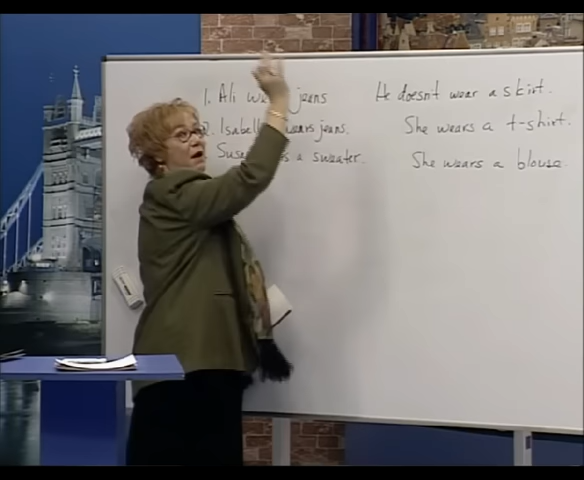 1. Ali jeans He doesn't wear a skirt.
2. Isabell wears jeans. She wears a t-shirt.
a sweater. She wears a blouse.